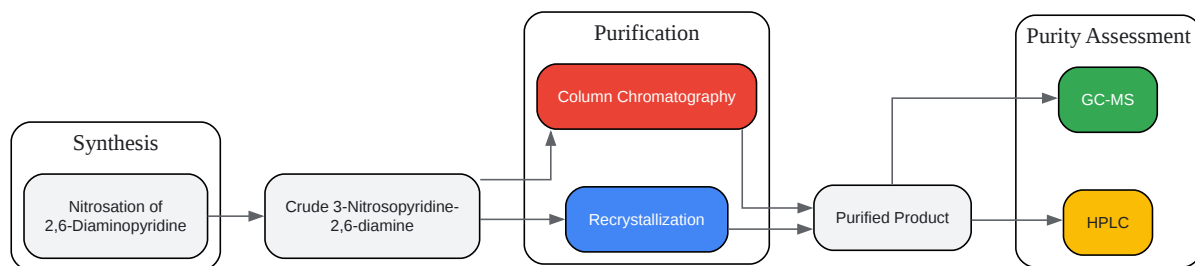 Synthesis
Nitrosation of
2,6-Diaminopyridine
Crude 3-Nitrosopyridine-
2,6-diamine
Purification
Column Chromatography
Recrystallization
Purified Product
Purity Assessment
GC-MS
HPLC